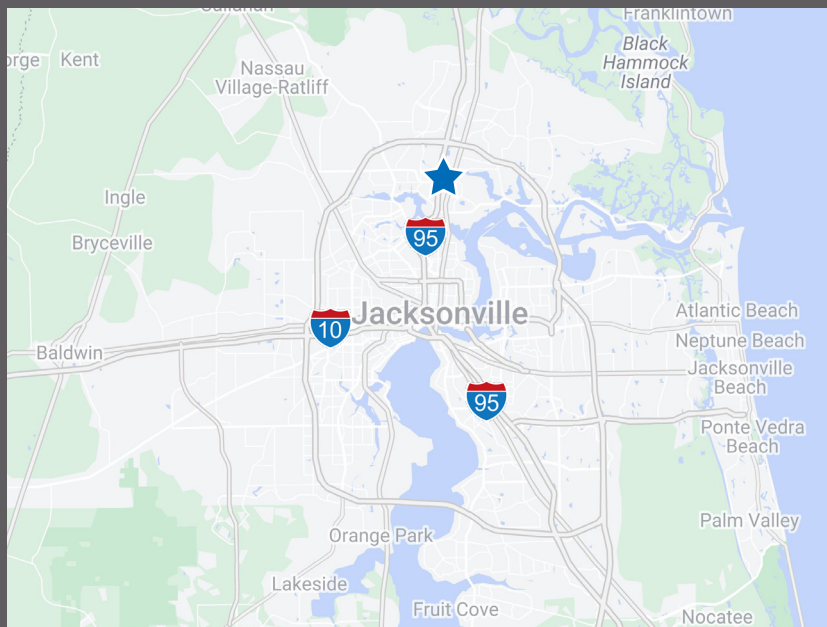 Franklintown
Kent
Black
Hammock
Island
Nassau
Village-Ratliff
Ingle
95
Bryceville
10
Jacksonville
Atlantic Beach
Neptune Beach
Baldwin
Jacksonville
Beach
95
Ponte Vedra
Beach
Palm Valley
Orange Park
Lakeside
Fruit Cove
Nocatee